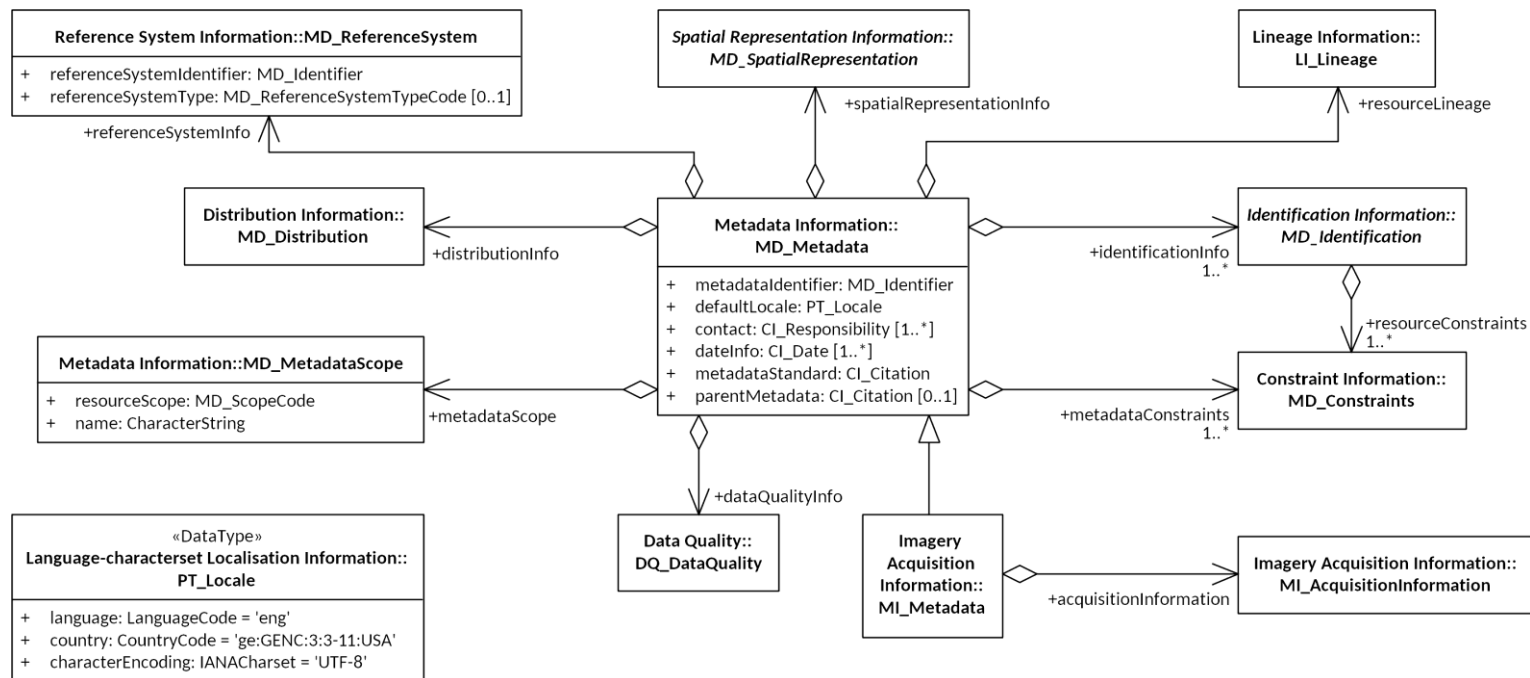 Reference System Information::MD_ReferenceSystem
+ referenceSystemIdentifier: MD_Identifier
+ referenceSystemType: MD_ReferenceSystemTypeCode [0..1]
+referenceSystemInfo
Spatial Representation Information::
MD_SpatialRepresentation
+spatialRepresentationInfo
Lineage Information::
LI_Lineage
+resourceLineage
Distribution Information::
MD_Distribution
+distributionInfo
Metadata Information::
MD_Metadata
+ metadataIdentifier: MD_Identifier
+ defaultLocale: PT_Locale
+ contact: CI_Responsibility [1..*]
+ dateInfo: CI_Date [1..*]
+ metadataStandard: CI_Citation
+ parentMetadata: CI_Citation [0..1]
Identification Information::
MD_Identification
+identificationInfo
1..*
+resourceConstraints
1..*
Metadata Information::MD_MetadataScope
+ resourceScope: MD_ScopeCode
+ name: CharacterString
+metadataScope
Constraint Information::
MD_Constraints
+metadataConstraints
1..*
+dataQualityInfo
«DataType»
Language-characterset Localisation Information::
PT_Locale
+ language: LanguageCode = 'eng'
+ country: CountryCode = 'ge:GENC:3:3-11:USA'
+ characterEncoding: IANACharset = 'UTF-8'
Data Quality::
DQ_DataQuality
Imagery
Acquisition
Information::
MI_Metadata
+acquisitionInformation
Imagery Acquisition Information::
MI_AcquisitionInformation